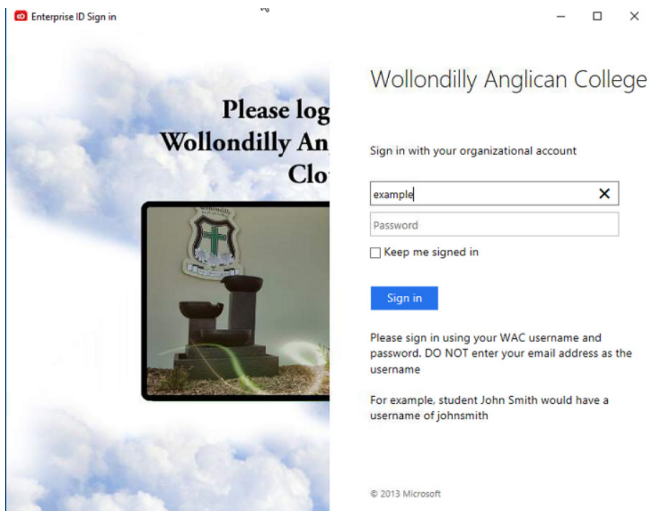 Enterprise ID Sign in
Please log
Wollondilly An
Clo
Wollondilly Anglican College
Sign in with your organizational account
example
Password
Keep me signed in
Sign in
Please sign in using your WAC username and
password. DO NOT enter your email address as the
username
For example, student John Smith would have a
username of johnsmith
© 2013 Microsoft